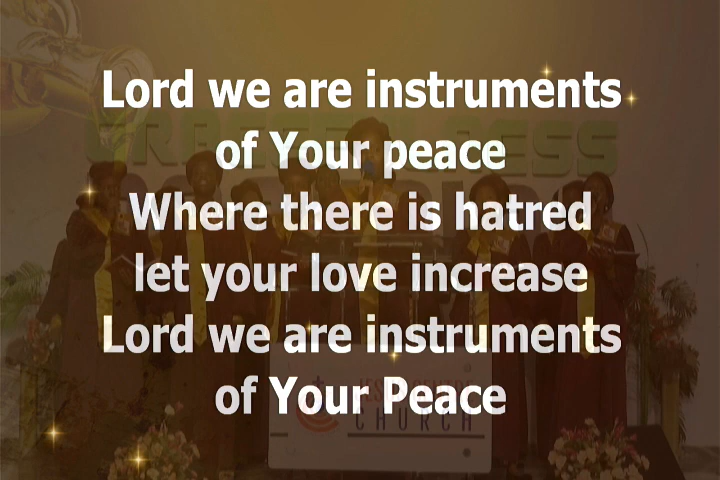 Lord we are instruments
of Your peace
Where there is hatred
let your love increase
Lord we are instruments
of Your Peace
CHURCH